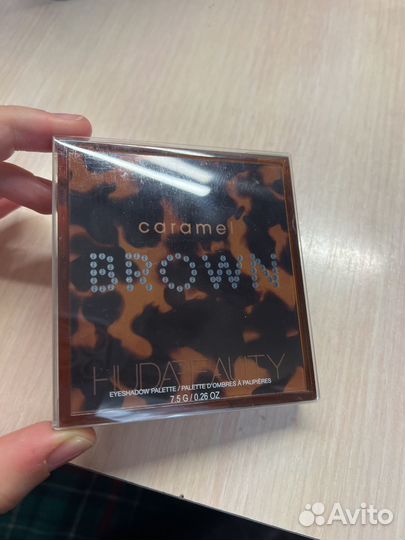 caramel
BROWN
HUDABEAUTY
EYESHADOW PALETTE / PALETTE D'OMBRES À PAUPIÈRES
7.5 G / 0.26 OZ
Avito